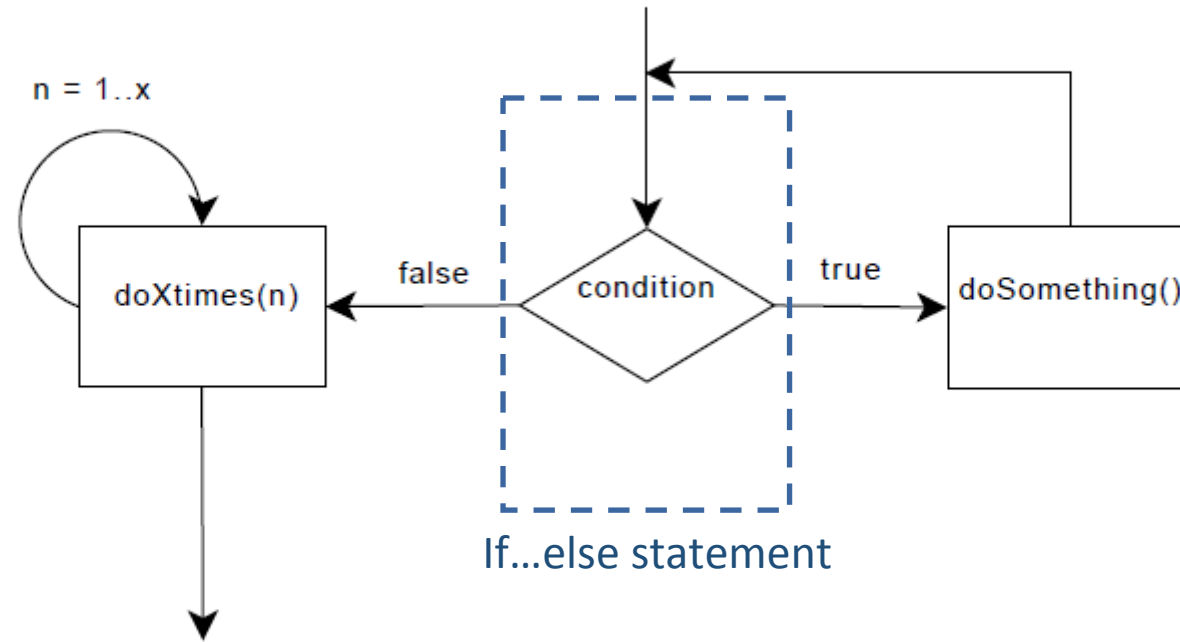 n = 1..x
false
true
doXtimes(n)
condition
doSomething()
If...else statement